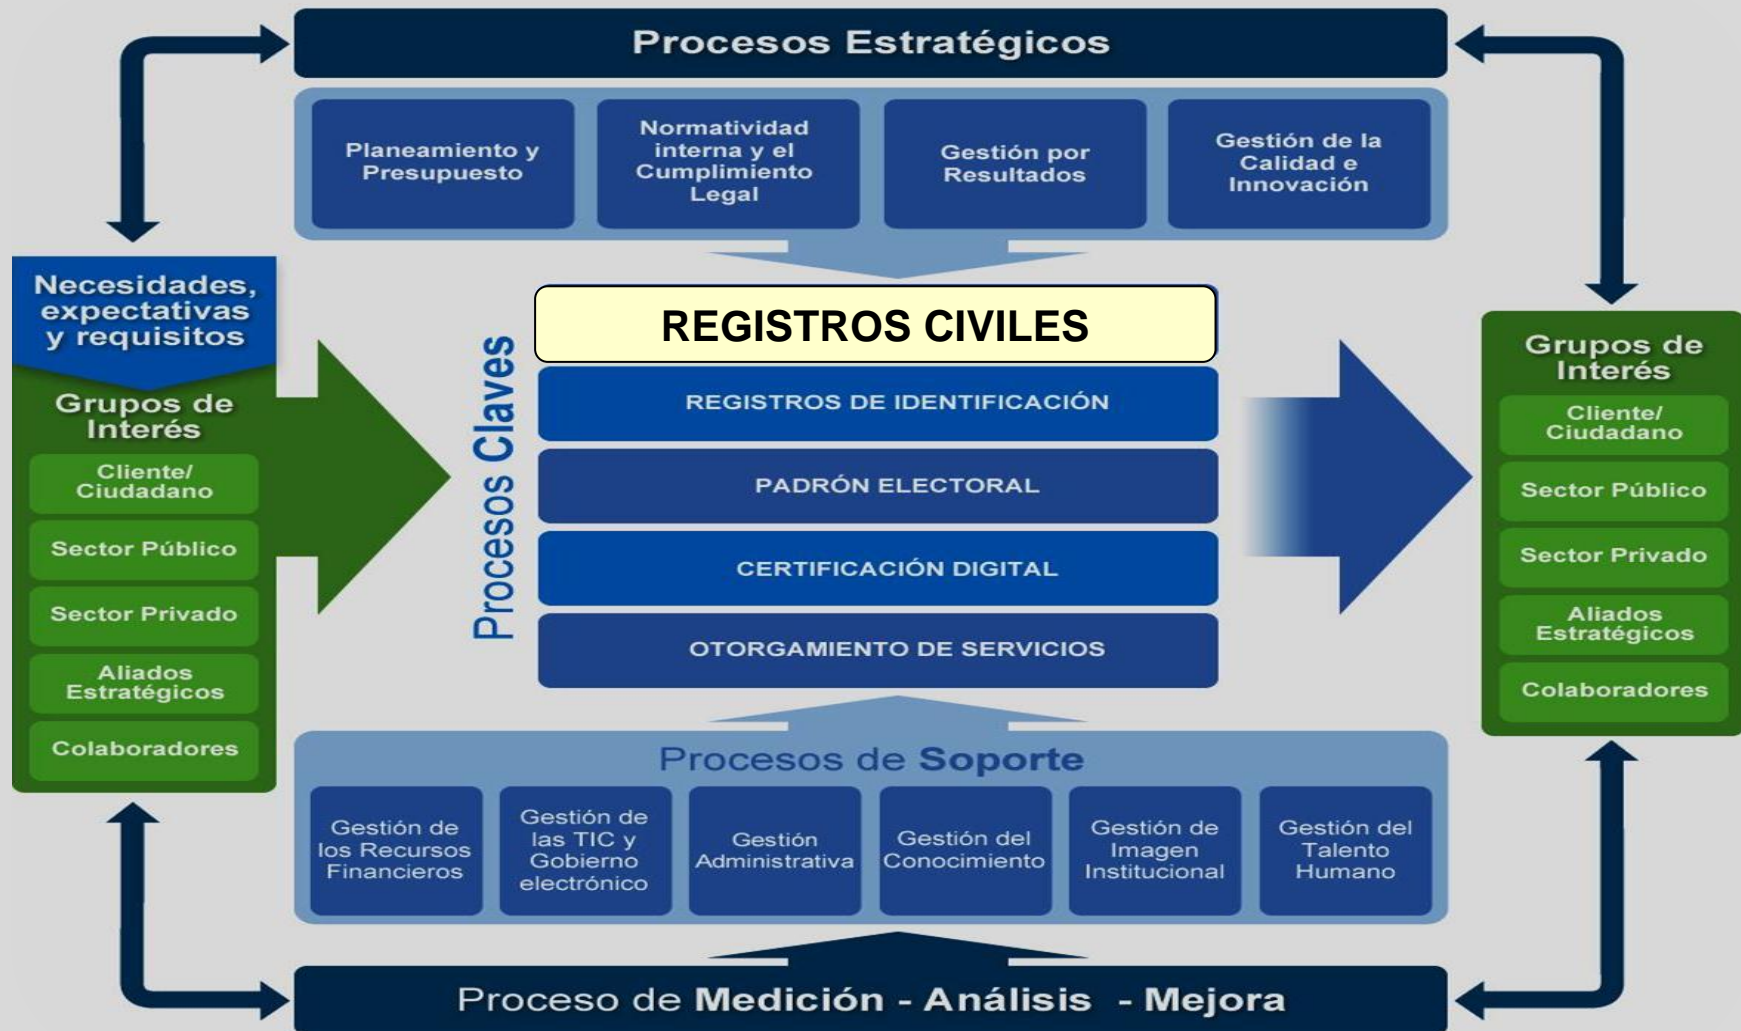 Procesos Estratégicos
Planeamiento y
Presupuesto
Normatividad
interna y el
Cumplimiento
Legal
Gestión por
Resultados
Gestión de la
Calidad e
Innovación
Necesidades,
expectativas
y requisitos
Grupos de
Interés
Cliente/
Ciudadano
Sector Público
Sector Privado
Aliados
Estratégicos
Colaboradores
Procesos Claves
REGISTROS CIVILES
REGISTROS DE IDENTIFICACIÓN
PADRÓN ELECTORAL
CERTIFICACIÓN DIGITAL
OTORGAMIENTO DE SERVICIOS
Grupos de
Interés
Cliente/
Ciudadano
Sector Público
Sector Privado
Aliados
Estratégicos
Colaboradores
Procesos de Soporte
Gestión de
los Recursos
Financieros
Gestión de
las TIC y
Gobierno
electrónico
Gestión
Administrativa
Gestión del
Conocimiento
Gestión de
Imagen
Institucional
Gestión del
Talento
Humano
Proceso de Medición - Análisis - Mejora